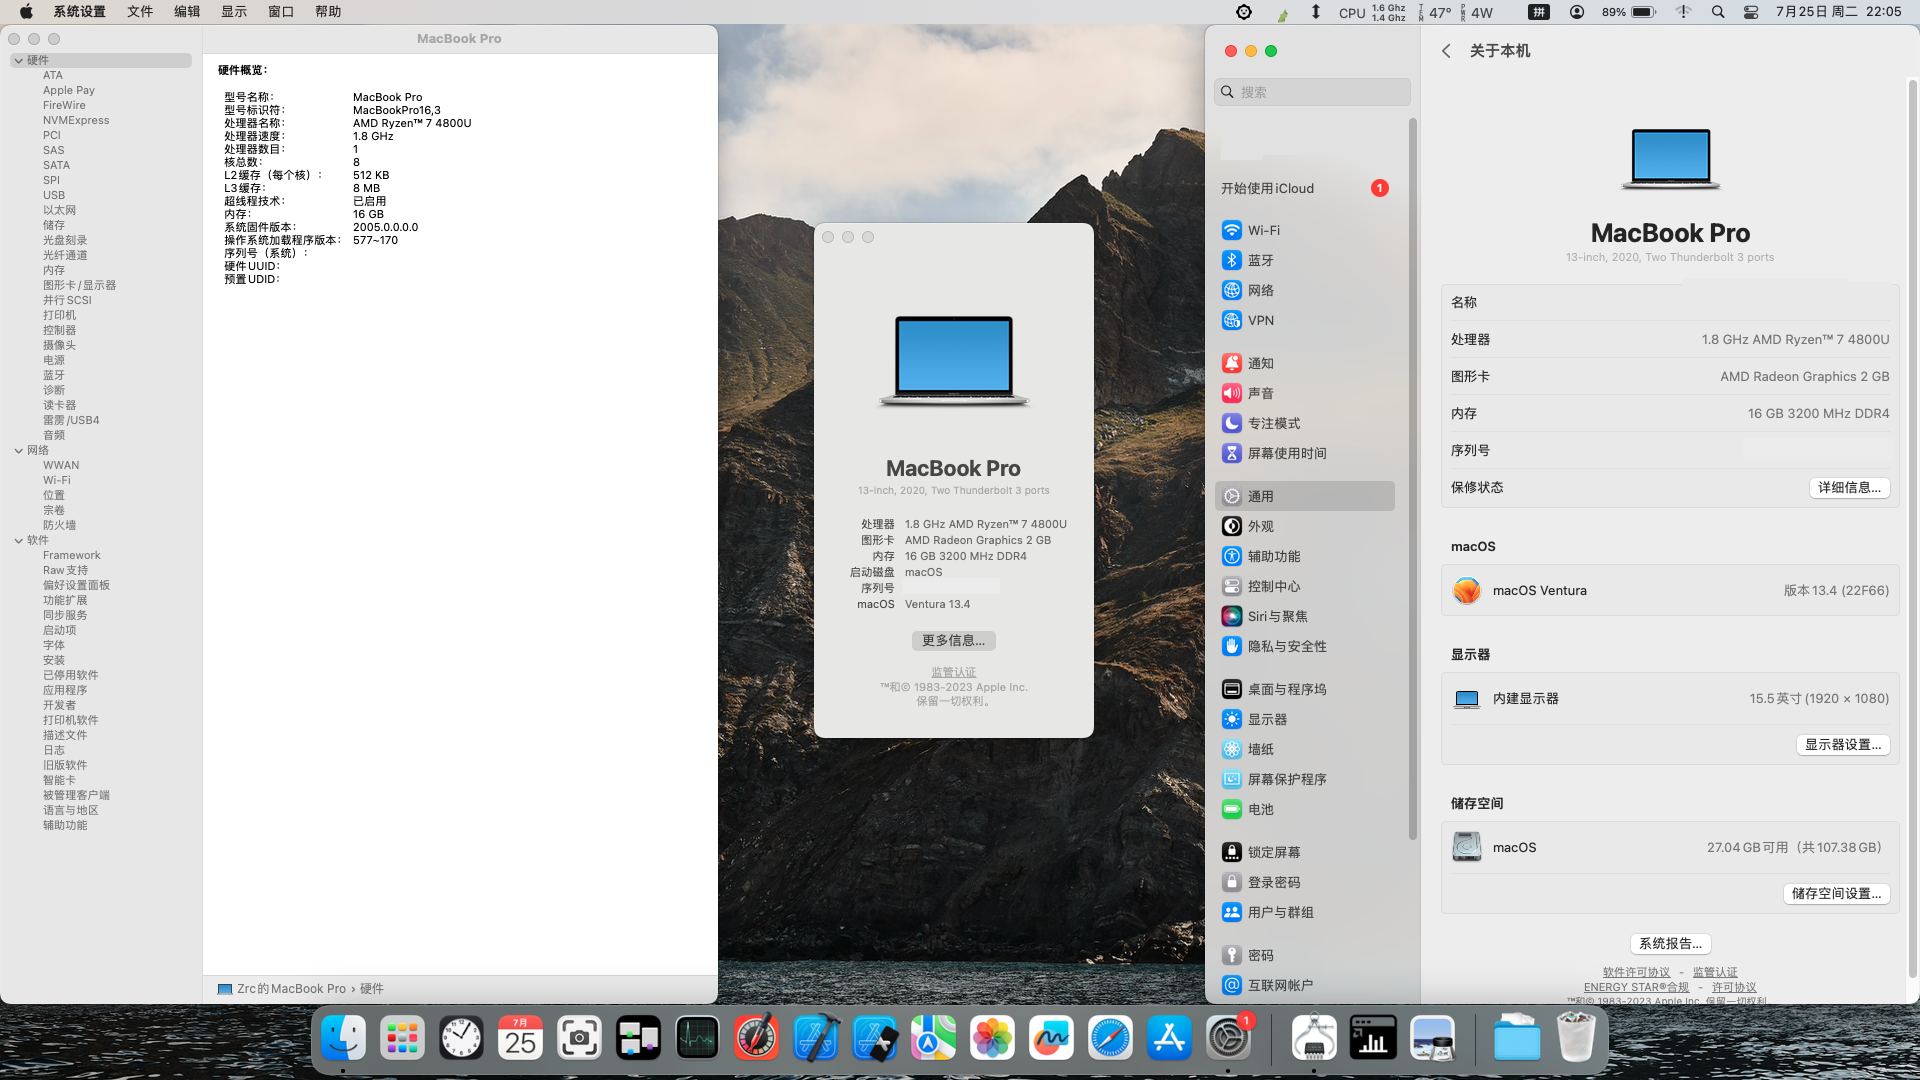 系统设置 文件 编辑 显示 窗口 帮助
CPU 1.6 Ghz 1.4 Ghz 47° 4W 拼 89% 7月25日 周二 22:05
MacBook Pro
硬件
ATA
Apple Pay
FireWire
NVMExpress
PCI
SAS
SATA
SPI
USB
以太网
储存
光盘刻录
光纤通道
内存
图形卡/显示器
并行SCSI
打印机
控制器
摄像头
电源
蓝牙
诊断
读卡器
雷雳/USB4
音频
网络
WWAN
Wi-Fi
位置
宗卷
防火墙
软件
Framework
Raw支持
偏好设置面板
功能扩展
同步服务
启动项
字体
安装
已停用软件
应用程序
开发者
打印机软件
描述文件
日志
旧版软件
智能卡
被管理客户端
语言与地区
辅助功能
硬件概览：
型号名称： MacBook Pro
型号标识符： MacBookPro16,3
处理器名称： AMD Ryzen™ 7 4800U
处理器速度： 1.8 GHz
处理器数目： 1
核总数： 8
L2缓存（每个核）： 512 KB
L3缓存： 8 MB
超线程技术： 已启用
内存： 16 GB
系统固件版本： 2005.0.0.0.0
操作系统加载程序版本： 577~170
序列号（系统）：
硬件UUID：
预置UDID：
Zrc的MacBook Pro › 硬件
MacBook Pro
13-inch, 2020, Two Thunderbolt 3 ports
处理器 1.8 GHz AMD Ryzen™ 7 4800U
图形卡 AMD Radeon Graphics 2 GB
内存 16 GB 3200 MHz DDR4
启动磁盘 macOS
序列号
macOS Ventura 13.4
更多信息...
监管认证
™和© 1983-2023 Apple Inc.
保留一切权利。
搜索
开始使用iCloud 1
Wi-Fi
蓝牙
网络
VPN
通知
声音
专注模式
屏幕使用时间
通用
外观
辅助功能
控制中心
Siri与聚焦
隐私与安全性
桌面与程序坞
显示器
墙纸
屏幕保护程序
电池
锁定屏幕
登录密码
用户与群组
密码
互联网帐户
关于本机
MacBook Pro
13-inch, 2020, Two Thunderbolt 3 ports
名称
处理器 1.8 GHz AMD Ryzen™ 7 4800U
图形卡 AMD Radeon Graphics 2 GB
内存 16 GB 3200 MHz DDR4
序列号
保修状态 详细信息...
macOS
macOS Ventura 版本13.4 (22F66)
显示器
内建显示器 15.5英寸 (1920 × 1080)
显示器设置...
储存空间
macOS 27.04 GB可用（共107.38 GB）
储存空间设置...
系统报告...
软件许可协议 - 监管认证
ENERGY STAR®合规 - 许可协议
™和© 1983-2023 Apple Inc. 保留一切权利。
7月
25
1